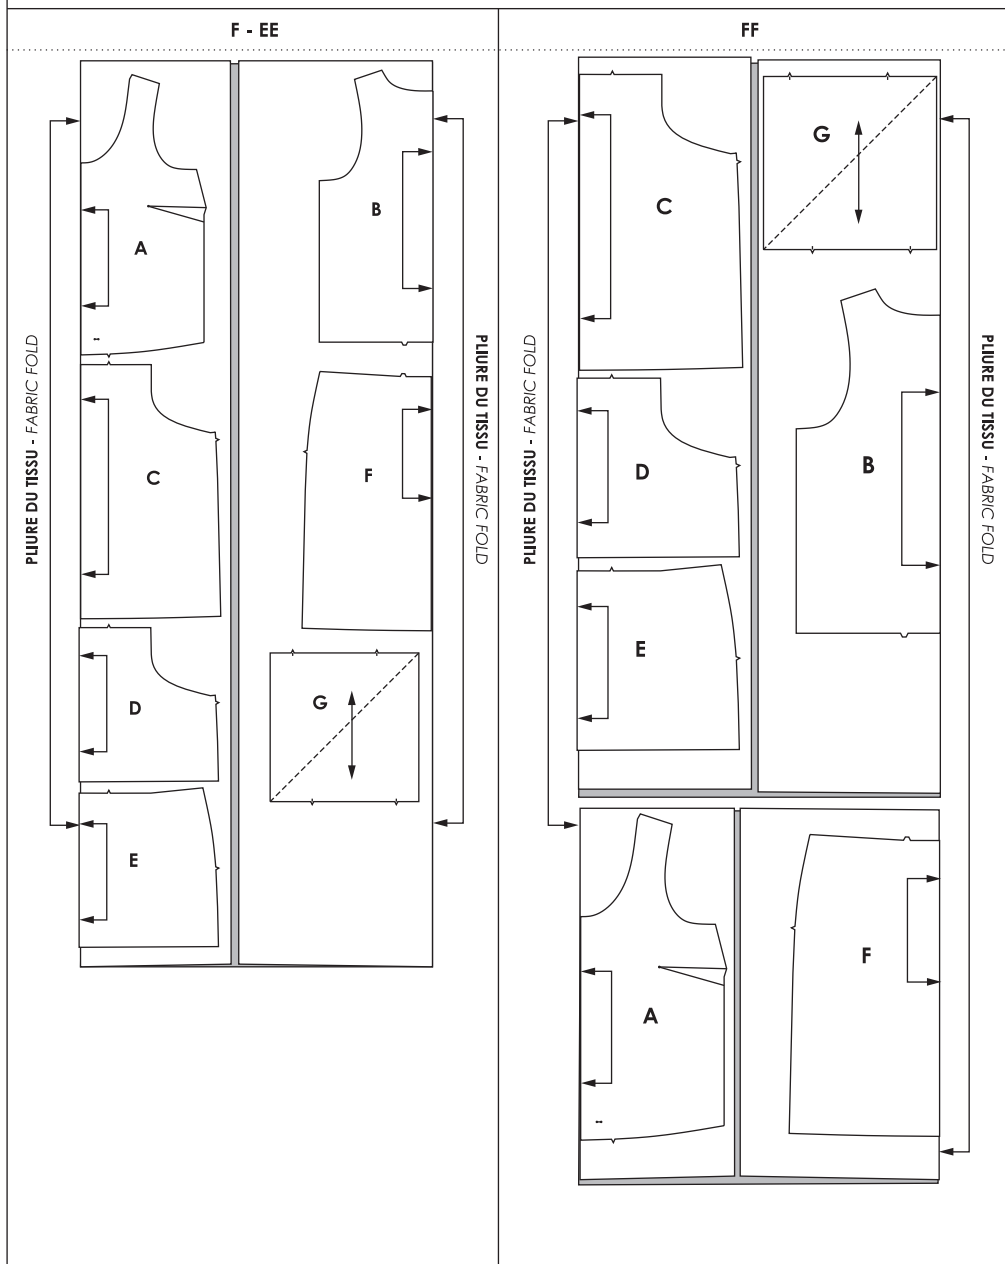 F - EE
A
B
C
F
D
G
E
PLIURE DU TISSU - FABRIC FOLD
PLIURE DU TISSU - FABRIC FOLD
FF
G
C
B
D
E
A
F
PLIURE DU TISSU - FABRIC FOLD
PLIURE DU TISSU - FABRIC FOLD